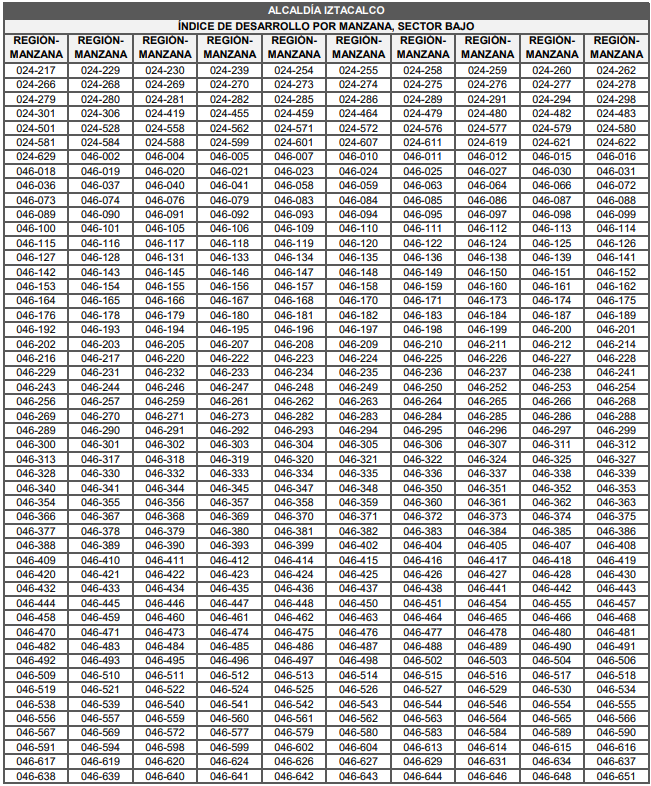 ALCALDÍA IZTACALCO
ÍNDICE DE DESARROLLO POR MANZANA, SECTOR BAJO
REGIÓN- REGIÓN- REGIÓN- REGIÓN- REGIÓN- REGIÓN- REGIÓN- REGIÓN- REGIÓN- REGIÓN-
MANZANA MANZANA MANZANA MANZANA MANZANA MANZANA MANZANA MANZANA MANZANA MANZANA
024-217 024-229 024-230 024-239 024-254 024-255 024-258 024-259 024-260 024-262
024-266 024-268 024-269 024-270 024-273 024-274 024-275 024-276 024-277 024-278
024-279 024-280 024-281 024-282 024-285 024-286 024-289 024-291 024-294 024-298
024-301 024-306 024-419 024-455 024-459 024-464 024-479 024-480 024-482 024-483
024-501 024-528 024-558 024-562 024-571 024-572 024-576 024-577 024-579 024-580
024-581 024-584 024-588 024-599 024-601 024-607 024-611 024-619 024-621 024-622
024-629 046-002 046-004 046-005 046-007 046-010 046-011 046-012 046-015 046-016
046-018 046-019 046-020 046-021 046-023 046-024 046-025 046-027 046-030 046-031
046-036 046-037 046-040 046-041 046-058 046-059 046-063 046-064 046-066 046-072
046-073 046-074 046-076 046-079 046-083 046-084 046-085 046-086 046-087 046-088
046-089 046-090 046-091 046-092 046-093 046-094 046-095 046-097 046-098 046-099
046-100 046-101 046-105 046-106 046-109 046-110 046-111 046-112 046-113 046-114
046-115 046-116 046-117 046-118 046-119 046-120 046-122 046-124 046-125 046-126
046-127 046-128 046-131 046-133 046-134 046-135 046-136 046-138 046-139 046-141
046-142 046-143 046-145 046-146 046-147 046-148 046-149 046-150 046-151 046-152
046-153 046-154 046-155 046-156 046-157 046-158 046-159 046-160 046-161 046-162
046-164 046-165 046-166 046-167 046-168 046-170 046-171 046-173 046-174 046-175
046-176 046-178 046-179 046-180 046-181 046-182 046-183 046-184 046-187 046-189
046-192 046-193 046-194 046-195 046-196 046-197 046-198 046-199 046-200 046-201
046-202 046-203 046-205 046-207 046-208 046-209 046-210 046-211 046-212 046-214
046-216 046-217 046-220 046-222 046-223 046-224 046-225 046-226 046-227 046-228
046-229 046-231 046-232 046-233 046-234 046-235 046-236 046-237 046-238 046-241
046-243 046-244 046-246 046-247 046-248 046-249 046-250 046-252 046-253 046-254
046-256 046-257 046-259 046-261 046-262 046-263 046-264 046-265 046-266 046-268
046-269 046-270 046-271 046-273 046-282 046-283 046-284 046-285 046-286 046-288
046-289 046-290 046-291 046-292 046-293 046-294 046-295 046-296 046-297 046-299
046-300 046-301 046-302 046-303 046-304 046-305 046-306 046-307 046-311 046-312
046-313 046-317 046-318 046-319 046-320 046-321 046-322 046-324 046-325 046-327
046-328 046-330 046-332 046-333 046-334 046-335 046-336 046-337 046-338 046-339
046-340 046-341 046-344 046-345 046-347 046-348 046-350 046-351 046-352 046-353
046-354 046-355 046-356 046-357 046-358 046-359 046-360 046-361 046-362 046-363
046-366 046-367 046-368 046-369 046-370 046-371 046-372 046-373 046-374 046-375
046-377 046-378 046-379 046-380 046-381 046-382 046-383 046-384 046-385 046-386
046-388 046-389 046-390 046-393 046-399 046-402 046-404 046-405 046-407 046-408
046-409 046-410 046-411 046-412 046-414 046-415 046-416 046-417 046-418 046-419
046-420 046-421 046-422 046-423 046-424 046-425 046-426 046-427 046-428 046-430
046-432 046-433 046-434 046-435 046-436 046-437 046-438 046-441 046-442 046-443
046-444 046-445 046-446 046-447 046-448 046-450 046-451 046-454 046-455 046-457
046-458 046-459 046-460 046-461 046-462 046-463 046-464 046-465 046-466 046-468
046-470 046-471 046-473 046-474 046-475 046-476 046-477 046-478 046-480 046-481
046-482 046-483 046-484 046-485 046-486 046-487 046-488 046-489 046-490 046-491
046-492 046-493 046-495 046-496 046-497 046-498 046-502 046-503 046-504 046-506
046-509 046-510 046-511 046-512 046-513 046-514 046-515 046-516 046-517 046-518
046-519 046-521 046-522 046-524 046-525 046-526 046-527 046-529 046-530 046-534
046-538 046-539 046-540 046-541 046-542 046-543 046-544 046-546 046-554 046-555
046-556 046-557 046-559 046-560 046-561 046-562 046-563 046-564 046-565 046-566
046-567 046-569 046-572 046-577 046-579 046-580 046-583 046-584 046-589 046-590
046-591 046-594 046-598 046-599 046-602 046-604 046-613 046-614 046-615 046-616
046-617 046-619 046-620 046-624 046-626 046-627 046-629 046-631 046-634 046-637
046-638 046-639 046-640 046-641 046-642 046-643 046-644 046-646 046-648 046-651